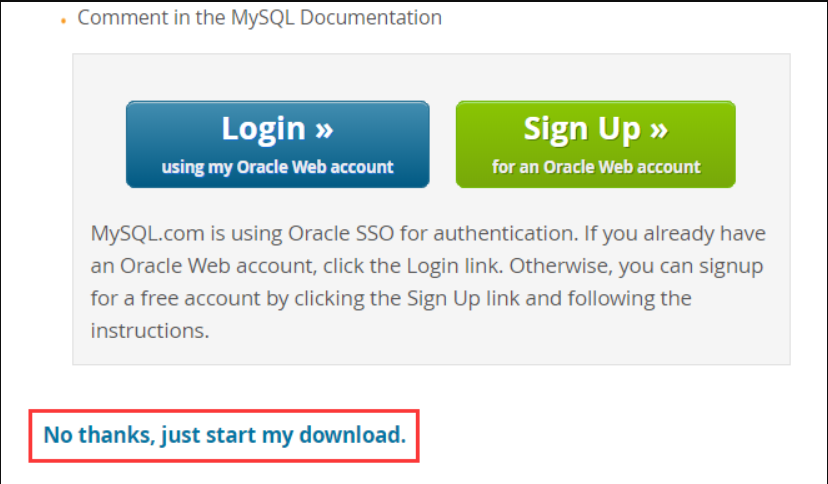 Comment in the MySQL Documentation
Login »
using my Oracle Web account
Sign Up »
for an Oracle Web account
MySQL.com is using Oracle SSO for authentication. If you already have
an Oracle Web account, click the Login link. Otherwise, you can signup
for a free account by clicking the Sign Up link and following the
instructions.
No thanks, just start my download.